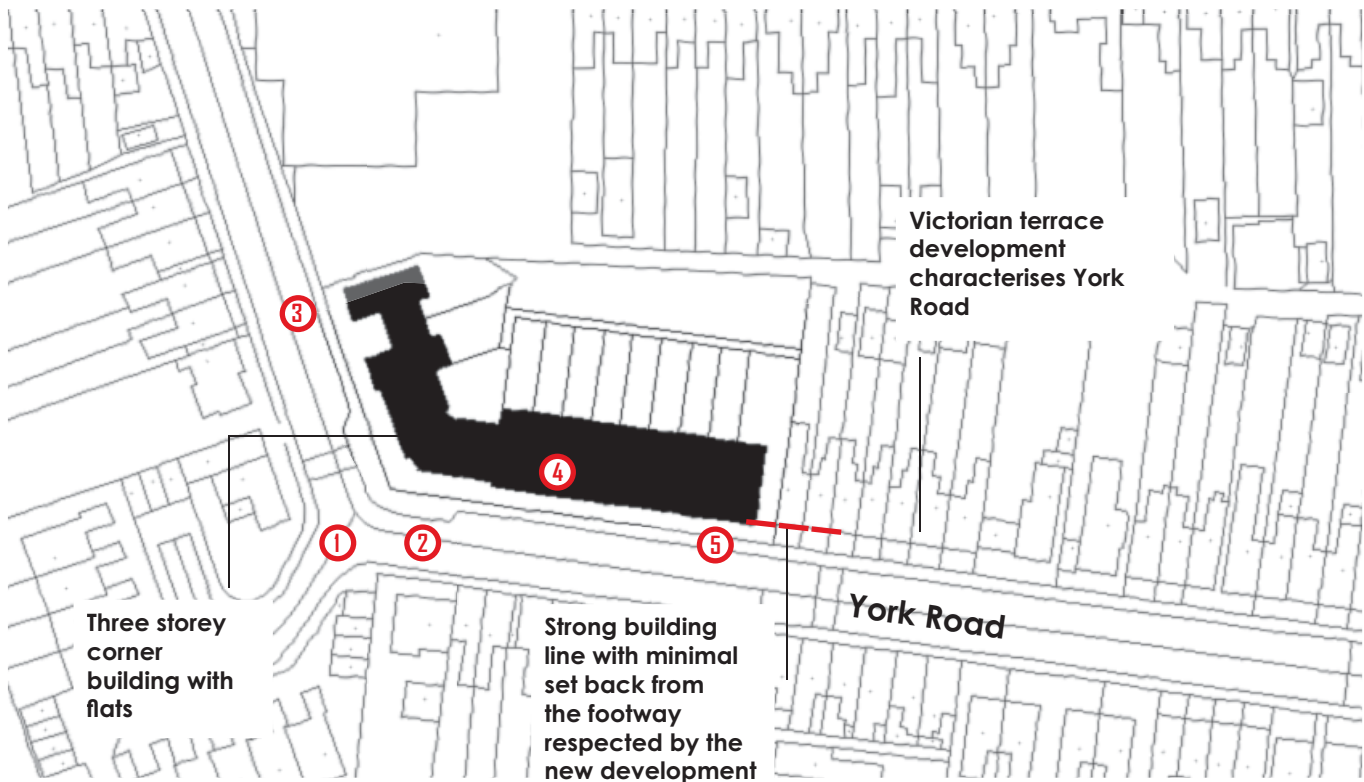 Victorian terrace
development
characterises York
Road
3
4
1
2
5
York Road
Three storey
corner
building with
flats
Strong building
line with minimal
set back from
the footway
respected by the
new development